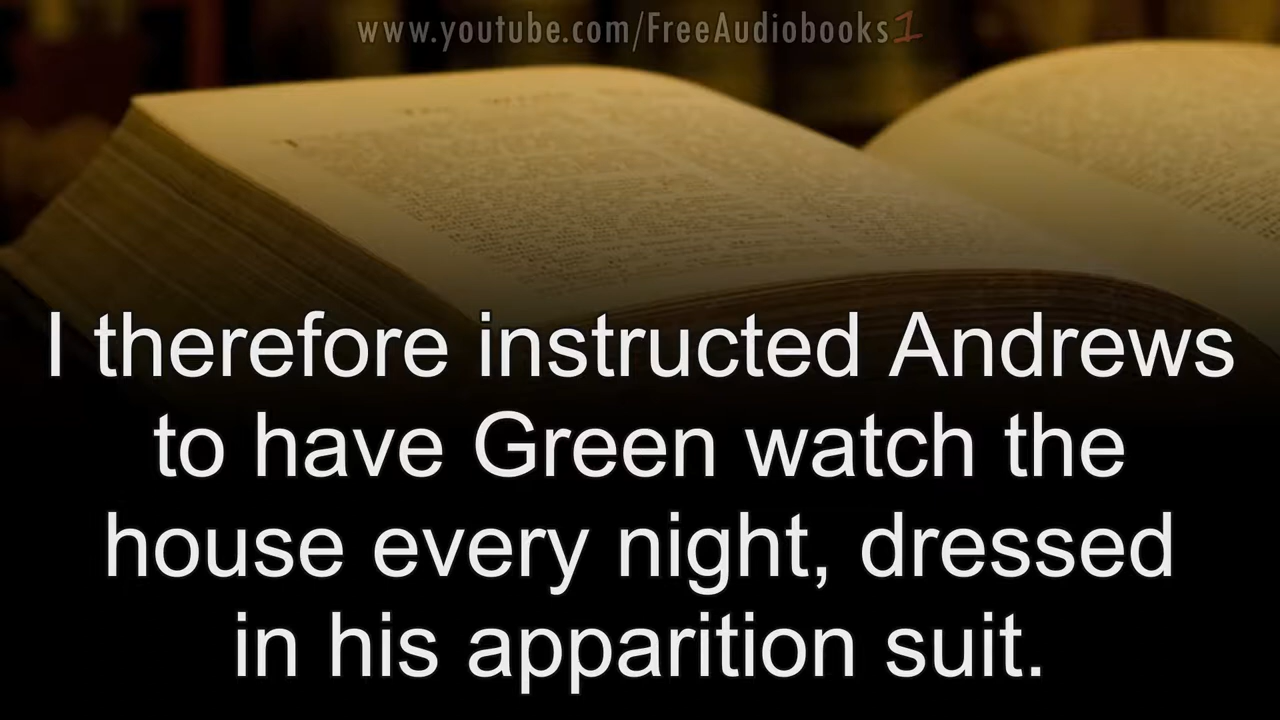 www.youtube.com/FreeAudiobooks1
I therefore instructed Andrews
to have Green watch the
house every night, dressed
in his apparition suit.